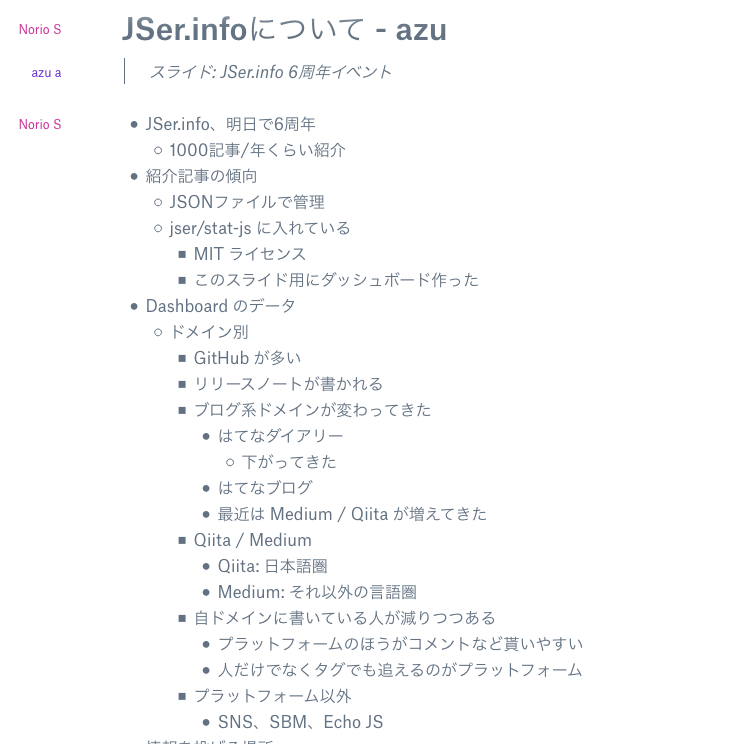 Norio S
JSer.infoについて - azu
azu a
スライド: JSer.info 6周年イベント
Norio S
JSer.info、明日で6周年
1000記事/年くらい紹介
紹介記事の傾向
JSONファイルで管理
jser/stat-js に入れている
MIT ライセンス
このスライド用にダッシュボード作った
Dashboard のデータ
ドメイン別
GitHub が多い
リリースノートが書かれる
ブログ系ドメインが変わってきた
はてなダイアリー
下がってきた
はてなブログ
最近は Medium / Qiita が増えてきた
Qiita / Medium
Qiita: 日本語圏
Medium: それ以外の言語圏
自ドメインに書いている人が減りつつある
プラットフォームのほうがコメントなど貰いやすい
人だけでなくタグでも追えるのがプラットフォーム
プラットフォーム以外
SNS、SBM、Echo JS